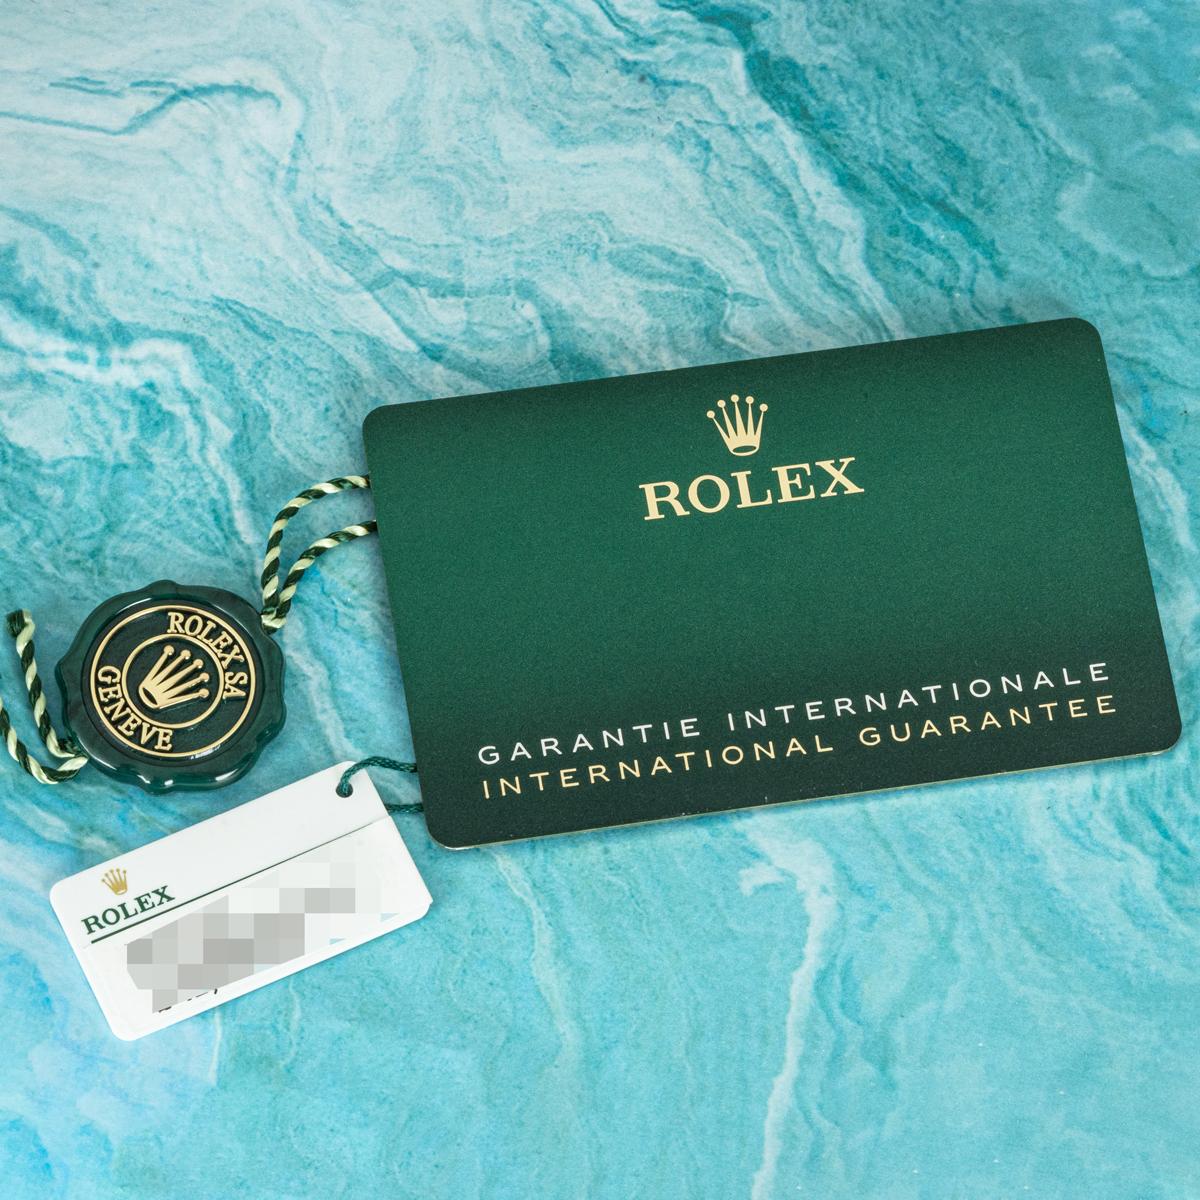 ROLEX
GARANTIE INTERNATIONALE
INTERNATIONAL GUARANTEE
ROLEX SA
GENEVE
ROLEX